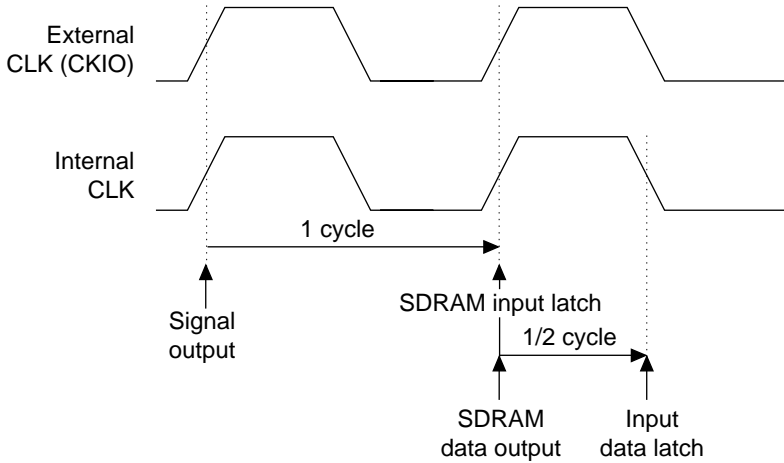 External
CLK (CKIO)
Internal
CLK
1 cycle
Signal
output
SDRAM input latch
1/2 cycle
SDRAM
data output
Input
data latch